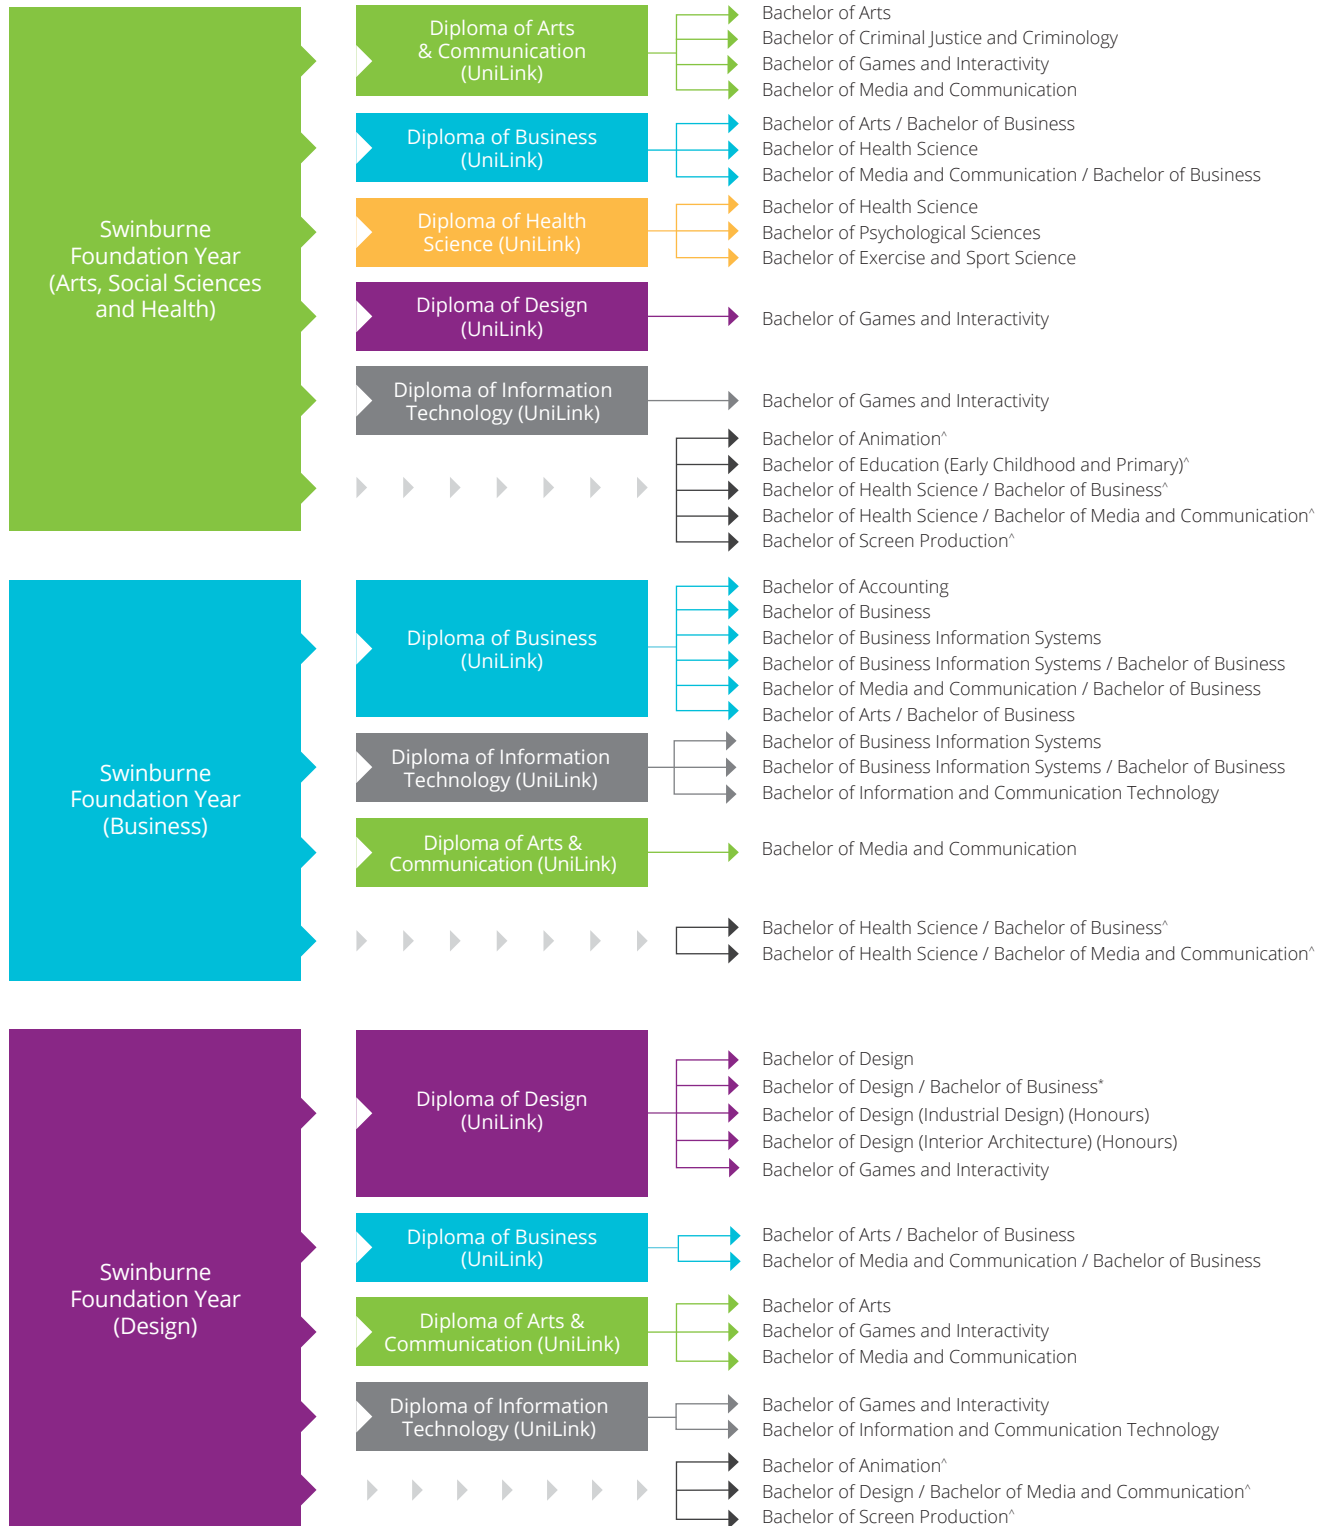 Swinburne
Foundation Year
(Arts, Social Sciences
and Health)
Diploma of Arts
& Communication
(UniLink)
Bachelor of Arts
Bachelor of Criminal Justice and Criminology
Bachelor of Games and Interactivity
Bachelor of Media and Communication
Diploma of Business
(UniLink)
Bachelor of Arts / Bachelor of Business
Bachelor of Health Science
Bachelor of Media and Communication / Bachelor of Business
Diploma of Health
Science (UniLink)
Bachelor of Health Science
Bachelor of Psychological Sciences
Bachelor of Exercise and Sport Science
Diploma of Design
(UniLink)
Bachelor of Games and Interactivity
Diploma of Information
Technology (UniLink)
Bachelor of Games and Interactivity
Bachelor of Animation^
Bachelor of Education (Early Childhood and Primary)^
Bachelor of Health Science / Bachelor of Business^
Bachelor of Health Science / Bachelor of Media and Communication^
Bachelor of Screen Production^
Swinburne
Foundation Year
(Business)
Diploma of Business
(UniLink)
Bachelor of Accounting
Bachelor of Business
Bachelor of Business Information Systems
Bachelor of Business Information Systems / Bachelor of Business
Bachelor of Media and Communication / Bachelor of Business
Bachelor of Arts / Bachelor of Business
Diploma of Information
Technology (UniLink)
Bachelor of Business Information Systems
Bachelor of Business Information Systems / Bachelor of Business
Bachelor of Information and Communication Technology
Diploma of Arts &
Communication (UniLink)
Bachelor of Media and Communication
Bachelor of Health Science / Bachelor of Business^
Bachelor of Health Science / Bachelor of Media and Communication^
Swinburne
Foundation Year
(Design)
Diploma of Design
(UniLink)
Bachelor of Design
Bachelor of Design / Bachelor of Business*
Bachelor of Design (Industrial Design) (Honours)
Bachelor of Design (Interior Architecture) (Honours)
Bachelor of Games and Interactivity
Diploma of Business
(UniLink)
Bachelor of Arts / Bachelor of Business
Bachelor of Media and Communication / Bachelor of Business
Diploma of Arts &
Communication (UniLink)
Bachelor of Arts
Bachelor of Games and Interactivity
Bachelor of Media and Communication
Diploma of Information
Technology (UniLink)
Bachelor of Games and Interactivity
Bachelor of Information and Communication Technology
Bachelor of Animation^
Bachelor of Design / Bachelor of Media and Communication^
Bachelor of Screen Production^